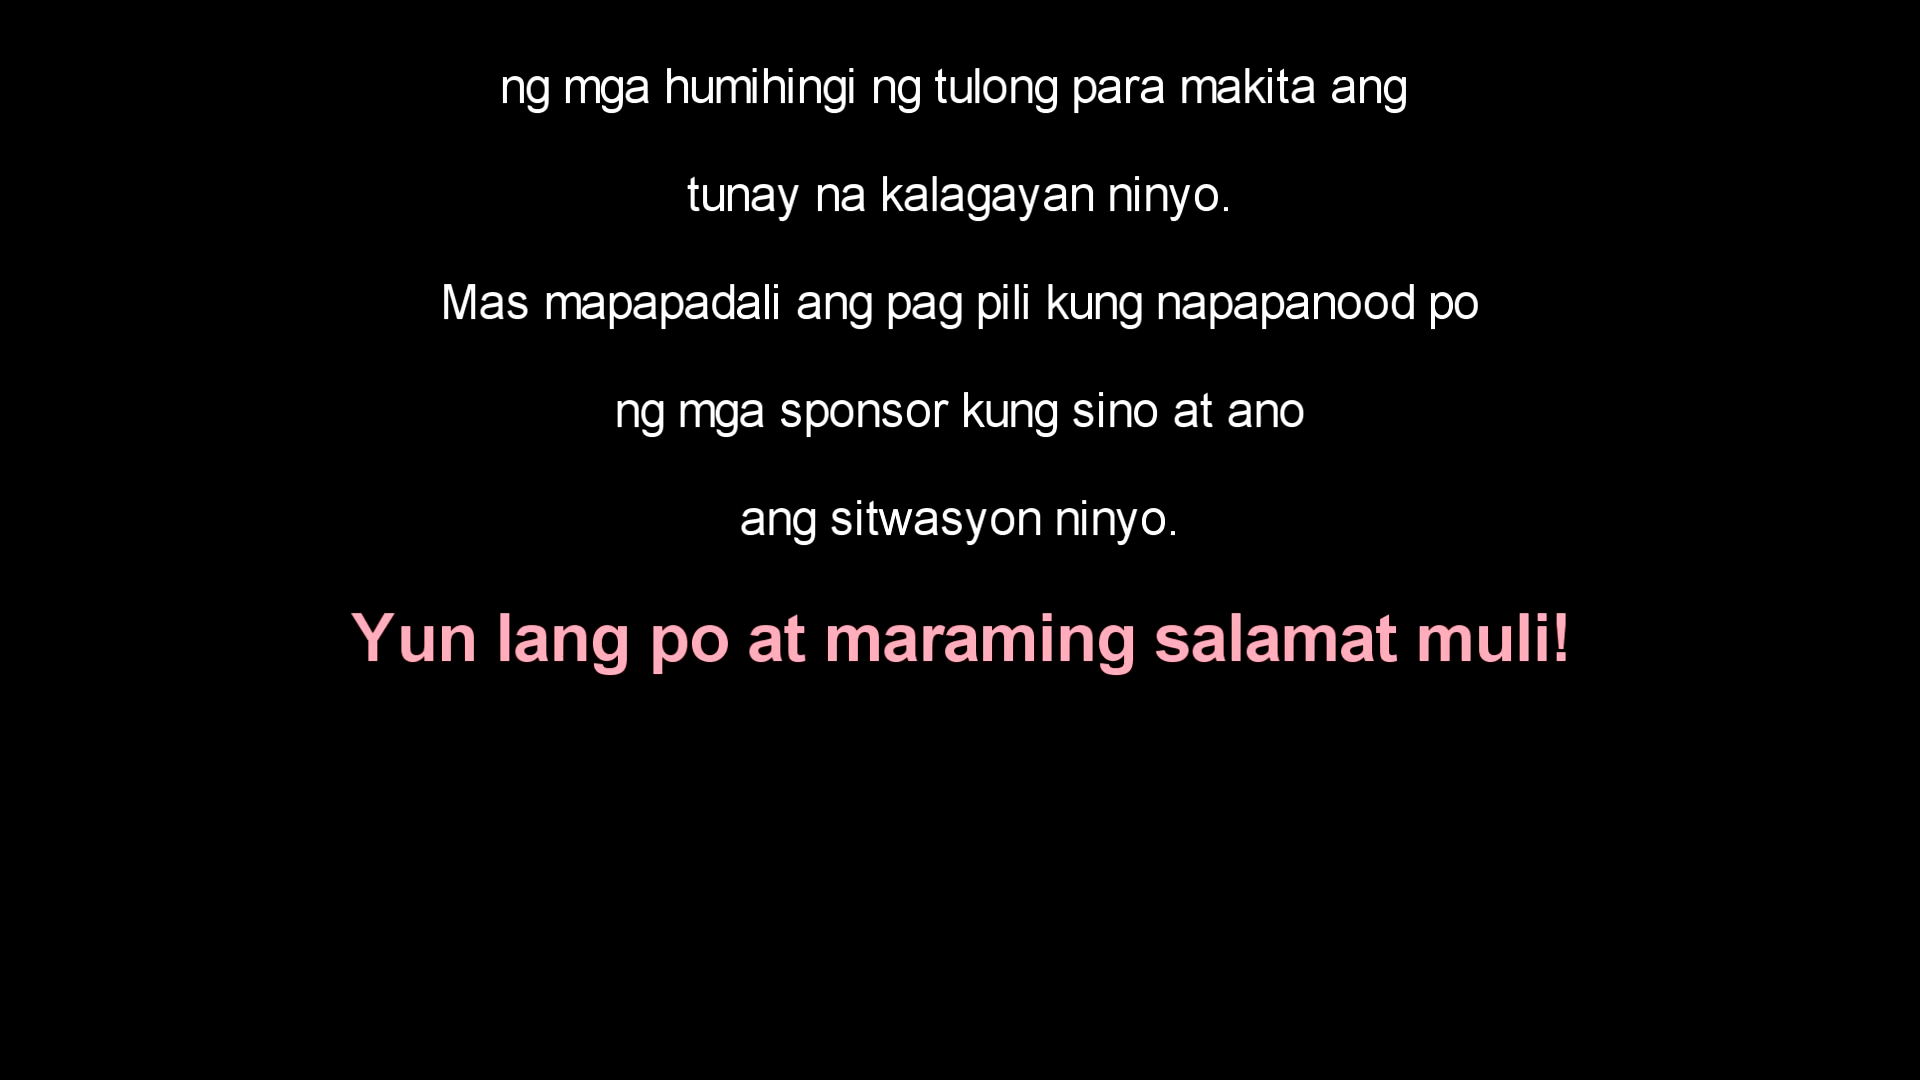 ng mga humihingi ng tulong para makita ang
tunay na kalagayan ninyo.
Mas mapapadali ang pag pili kung napapanood po
ng mga sponsor kung sino at ano
ang sitwasyon ninyo.
Yun lang po at maraming salamat muli!